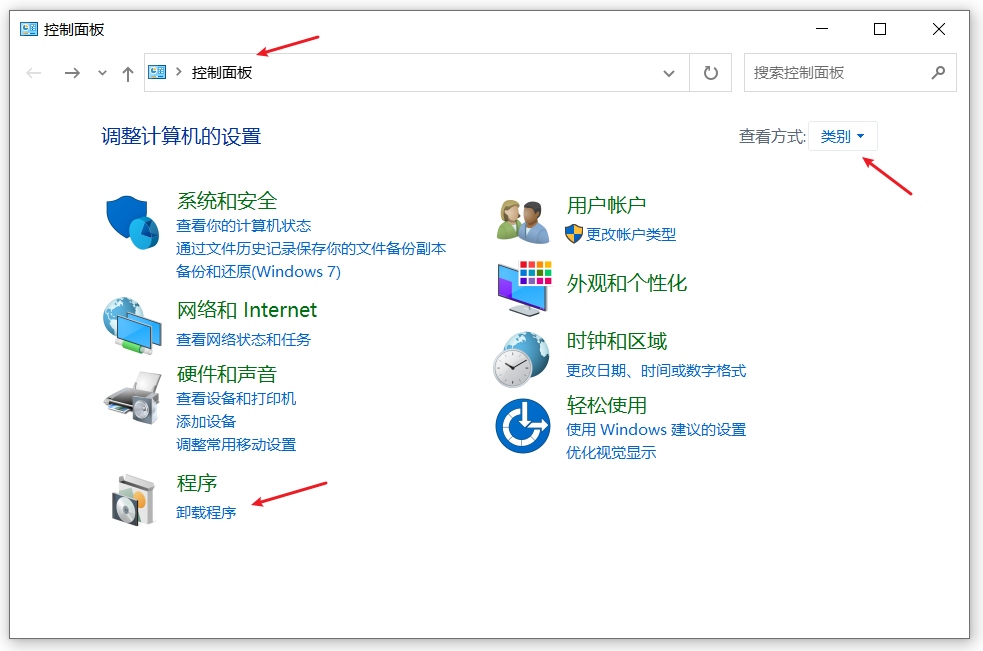 控制面板
控制面板
搜索控制面板
调整计算机的设置
查看方式: 类别
系统和安全
查看你的计算机状态
通过文件历史记录保存你的文件备份副本
备份和还原(Windows 7)
网络和 Internet
查看网络状态和任务
硬件和声音
查看设备和打印机
添加设备
调整常用移动设置
程序
卸载程序
用户帐户
更改帐户类型
外观和个性化
时钟和区域
更改日期、时间或数字格式
轻松使用
使用 Windows 建议的设置
优化视觉显示